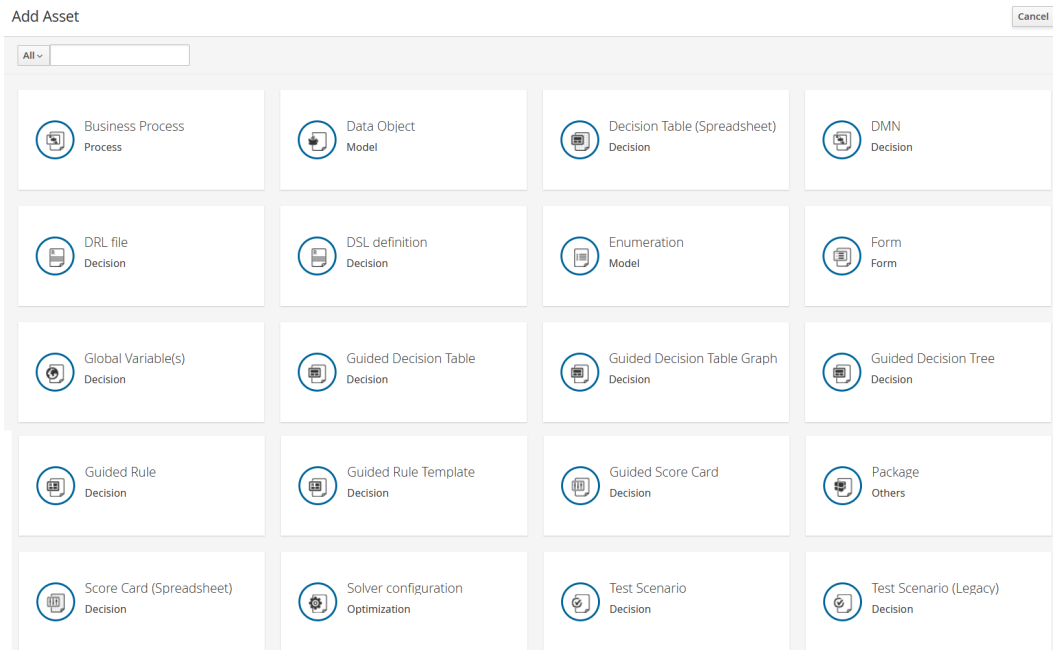 Add Asset
Cancel
All
Business Process
Process
Data Object
Model
Decision Table (Spreadsheet)
Decision
DMN
Decision
DRL file
Decision
DSL definition
Decision
Enumeration
Model
Form
Form
Global Variable(s)
Decision
Guided Decision Table
Decision
Guided Decision Table Graph
Decision
Guided Decision Tree
Decision
Guided Rule
Decision
Guided Rule Template
Decision
Guided Score Card
Decision
Package
Others
Score Card (Spreadsheet)
Decision
Solver configuration
Optimization
Test Scenario
Decision
Test Scenario (Legacy)
Decision